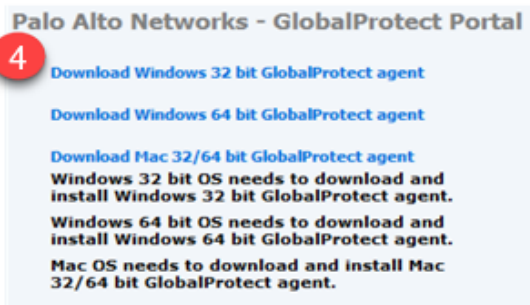 Palo Alto Networks - GlobalProtect Portal
4
Download Windows 32 bit GlobalProtect agent
Download Windows 64 bit GlobalProtect agent
Download Mac 32/64 bit GlobalProtect agent
Windows 32 bit OS needs to download and
install Windows 32 bit GlobalProtect agent.
Windows 64 bit OS needs to download and
install Windows 64 bit GlobalProtect agent.
Mac OS needs to download and install Mac
32/64 bit GlobalProtect agent.